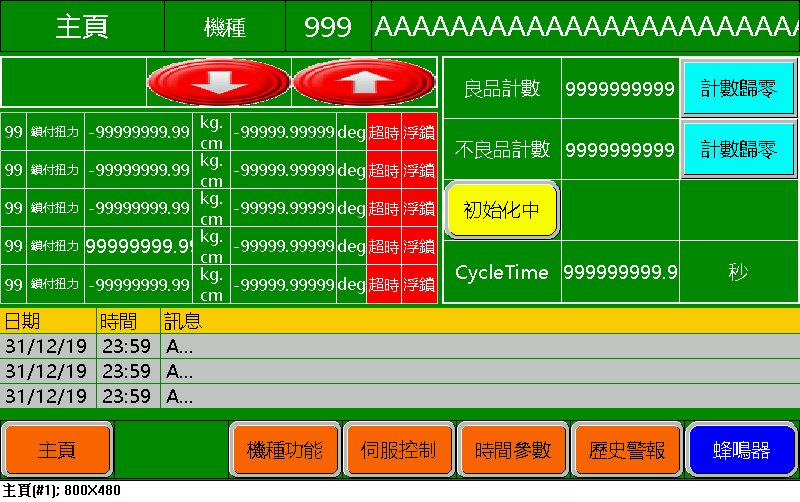 主頁 機種 999 AAAAAAAAAAAAAAAAAAAAAAA
良品計數 9999999999 計數歸零
99 鎖付扭力 -99999999.99 kg.cm -99999.99999 deg 超時 浮鎖
不良品計數 9999999999 計數歸零
99 鎖付扭力 -99999999.99 kg.cm -99999.99999 deg 超時 浮鎖
99 鎖付扭力 -99999999.99 kg.cm -99999.99999 deg 超時 浮鎖
初始化中
99 鎖付扭力 99999999.99 kg.cm -99999.99999 deg 超時 浮鎖
99 鎖付扭力 -99999999.99 kg.cm -99999.99999 deg 超時 浮鎖
CycleTime 999999999.9 秒
日期 時間 訊息
31/12/19 23:59 A...
31/12/19 23:59 A...
31/12/19 23:59 A...
主頁 機種功能 伺服控制 時間參數 歷史警報 蜂鳴器
主頁(#1); 800X480